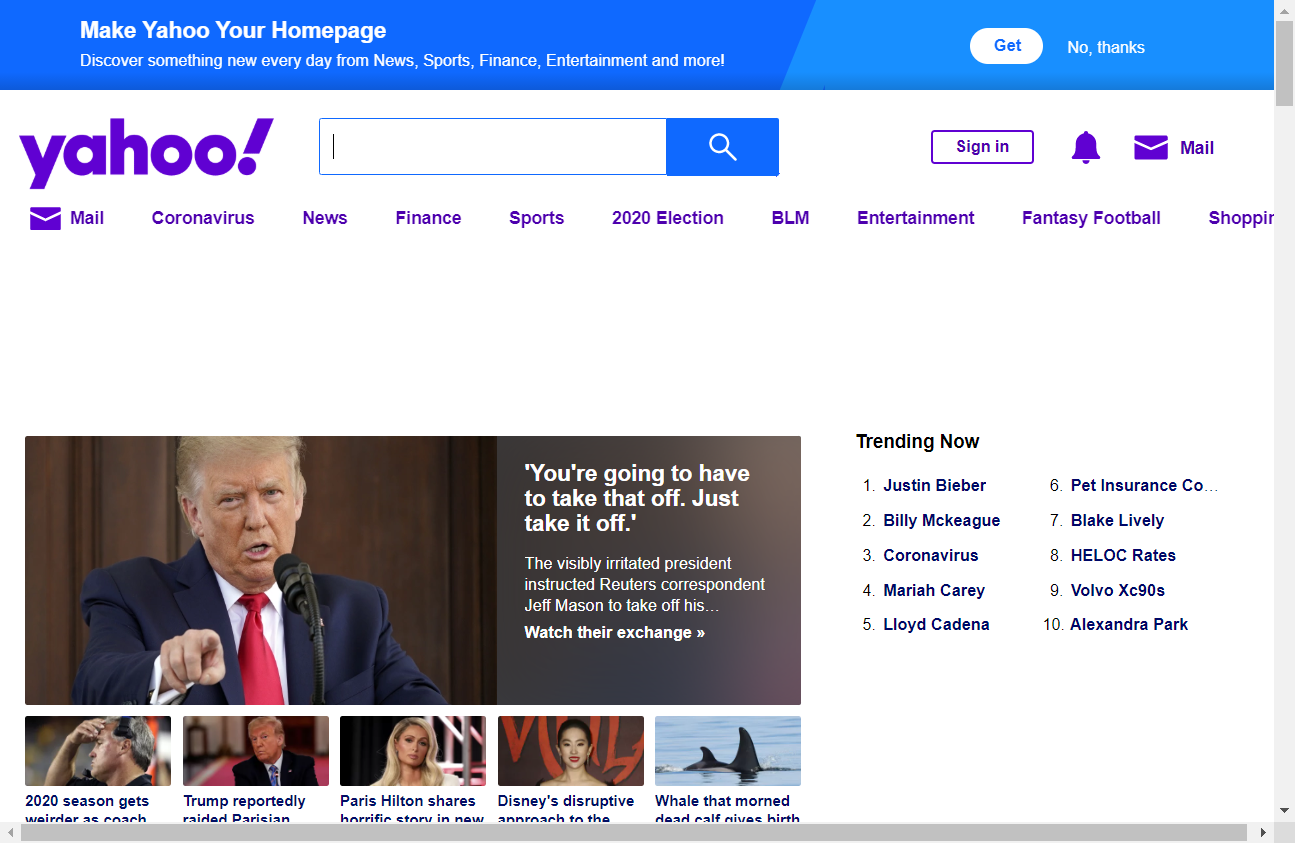 Make Yahoo Your Homepage
Discover something new every day from News, Sports, Finance, Entertainment and more!
Get
No, thanks
yahoo!
Sign in
Mail
Mail
Coronavirus
News
Finance
Sports
2020 Election
BLM
Entertainment
Fantasy Football
Shoppin
'You're going to have
to take that off. Just
take it off.'
The visibly irritated president
instructed Reuters correspondent
Jeff Mason to take off his…
Watch their exchange »
Trending Now
1. Justin Bieber
2. Billy Mckeague
3. Coronavirus
4. Mariah Carey
5. Lloyd Cadena
6. Pet Insurance Co…
7. Blake Lively
8. HELOC Rates
9. Volvo Xc90s
10. Alexandra Park
2020 season gets
weirder as coach
Trump reportedly
raided Parisian
Paris Hilton shares
horrific story in new
Disney's disruptive
approach to the
Whale that morned
dead calf gives birth